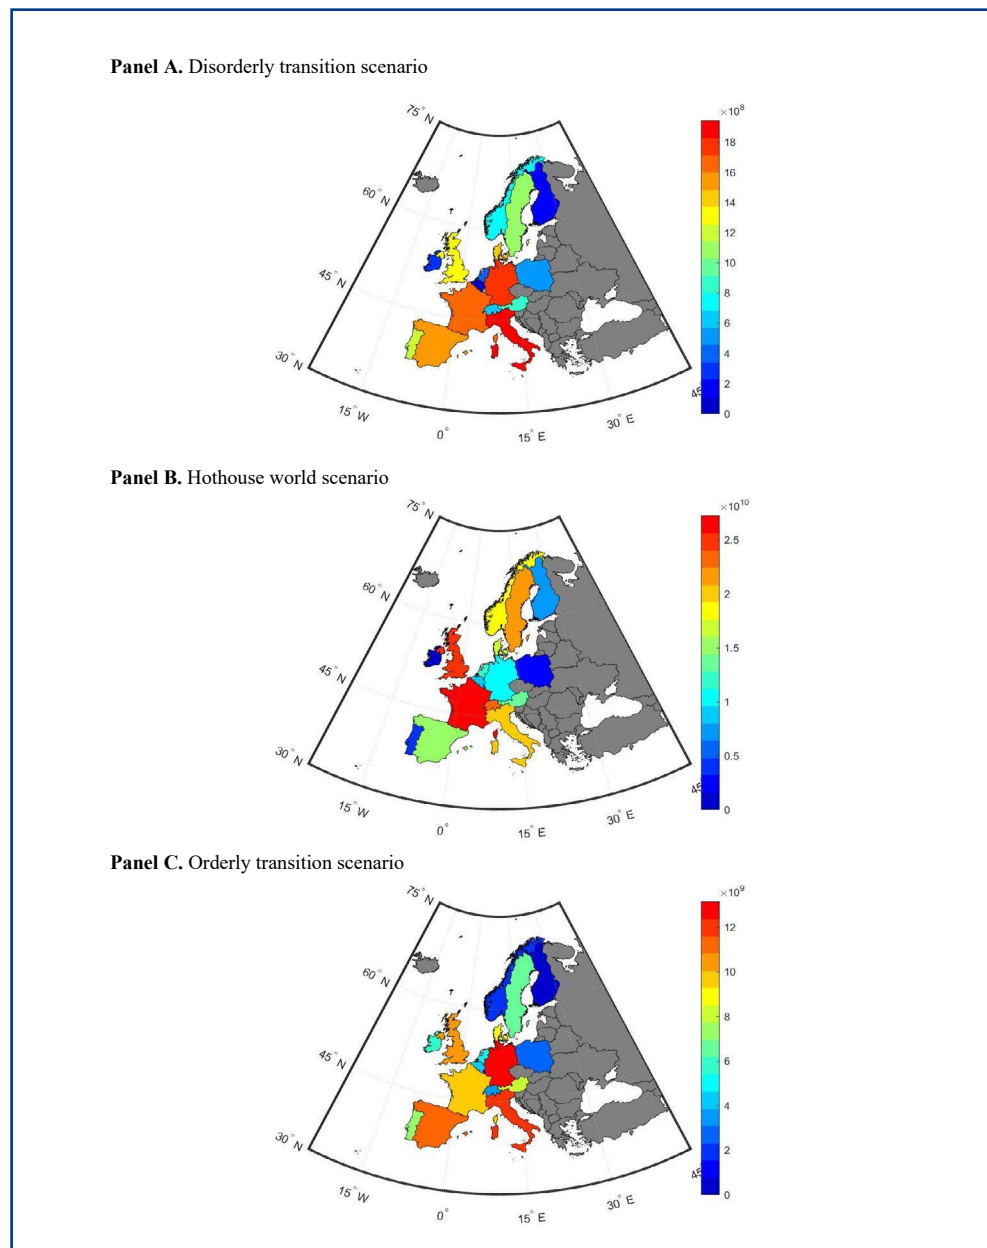 Panel A. Disorderly transition scenario
75° N
60° N
45° N
30° N
15° W
0°
15° E
30° E
45
×10⁸
18
16
14
12
10
8
6
4
2
0
Panel B. Hothouse world scenario
75° N
60° N
45° N
30° N
15° W
0°
15° E
30° E
45
×10¹⁰
2.5
2
1.5
1
0.5
0
Panel C. Orderly transition scenario
75° N
60° N
45° N
30° N
15° W
0°
15° E
30° E
45
×10⁹
12
10
8
6
4
2
0